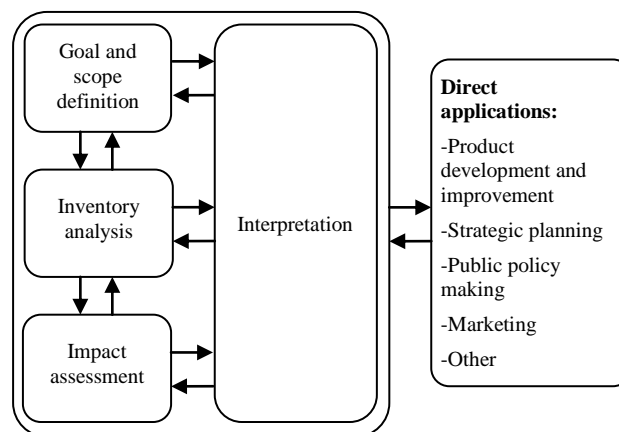 Goal and
scope
definition
Inventory
analysis
Impact
assessment
Interpretation
Direct
applications:
-Product
development and
improvement
-Strategic planning
-Public policy
making
-Marketing
-Other